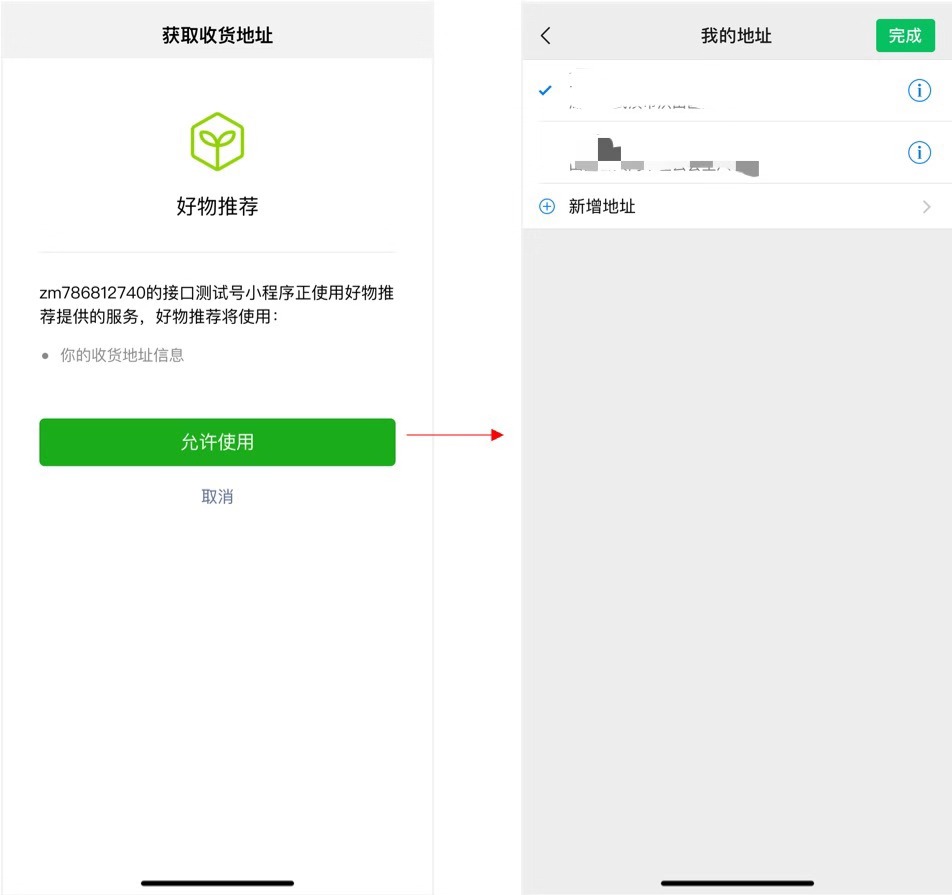 获取收货地址
好物推荐
zm786812740的接口测试号小程序正使用好物推
荐提供的服务，好物推荐将使用：
你的收货地址信息
允许使用
取消
我的地址
完成
新增地址